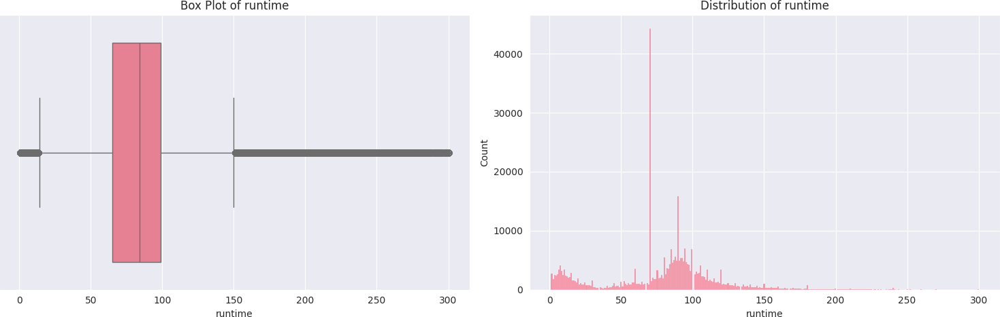 Box Plot of runtime
0 50 100 150 200 250 300
runtime
Distribution of runtime
Count
40000
30000
20000
10000
0
0 50 100 150 200 250 300
runtime